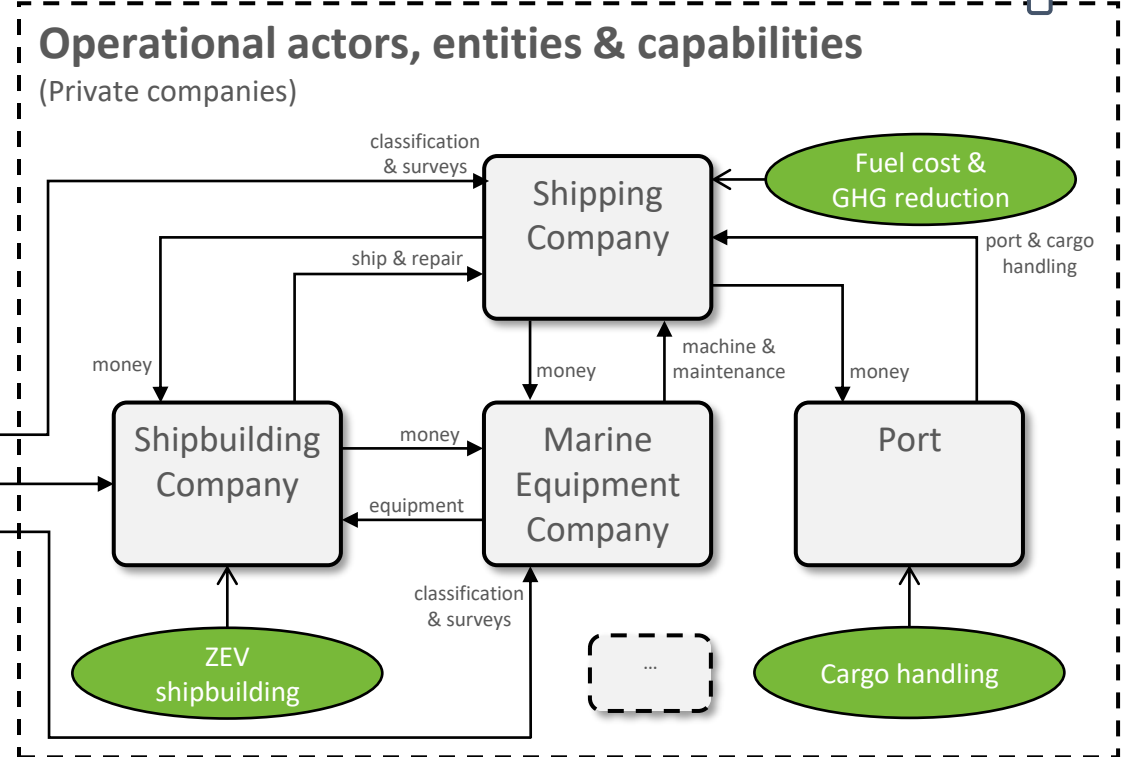 Operational actors, entities & capabilities
(Private companies)
classification
& surveys
Shipping
Company
Fuel cost &
GHG reduction
port & cargo
handling
ship & repair
money
money
machine &
maintenance
money
Shipbuilding
Company
money
equipment
Marine
Equipment
Company
Port
classification
& surveys
ZEV
shipbuilding
...
Cargo handling